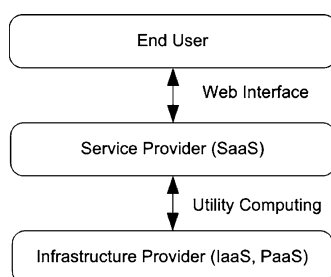 End User
Web Interface
Service Provider (SaaS)
Utility Computing
Infrastructure Provider (IaaS, PaaS)